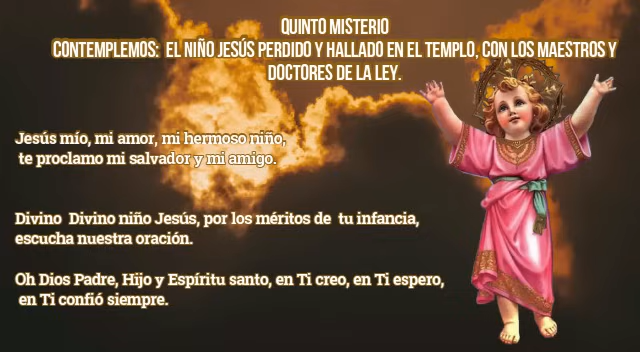 QUINTO MISTERIO
CONTEMPLEMOS: EL NIÑO JESÚS PERDIDO Y HALLADO EN EL TEMPLO, CON LOS MAESTROS Y
DOCTORES DE LA LEY.
Jesús mío, mi amor, mi hermoso niño,
te proclamo mi salvador y mi amigo.
Divino Divino niño Jesús, por los méritos de tu infancia,
escucha nuestra oración.
Oh Dios Padre, Hijo y Espíritu santo, en Ti creo, en Ti espero,
en Ti confió siempre.